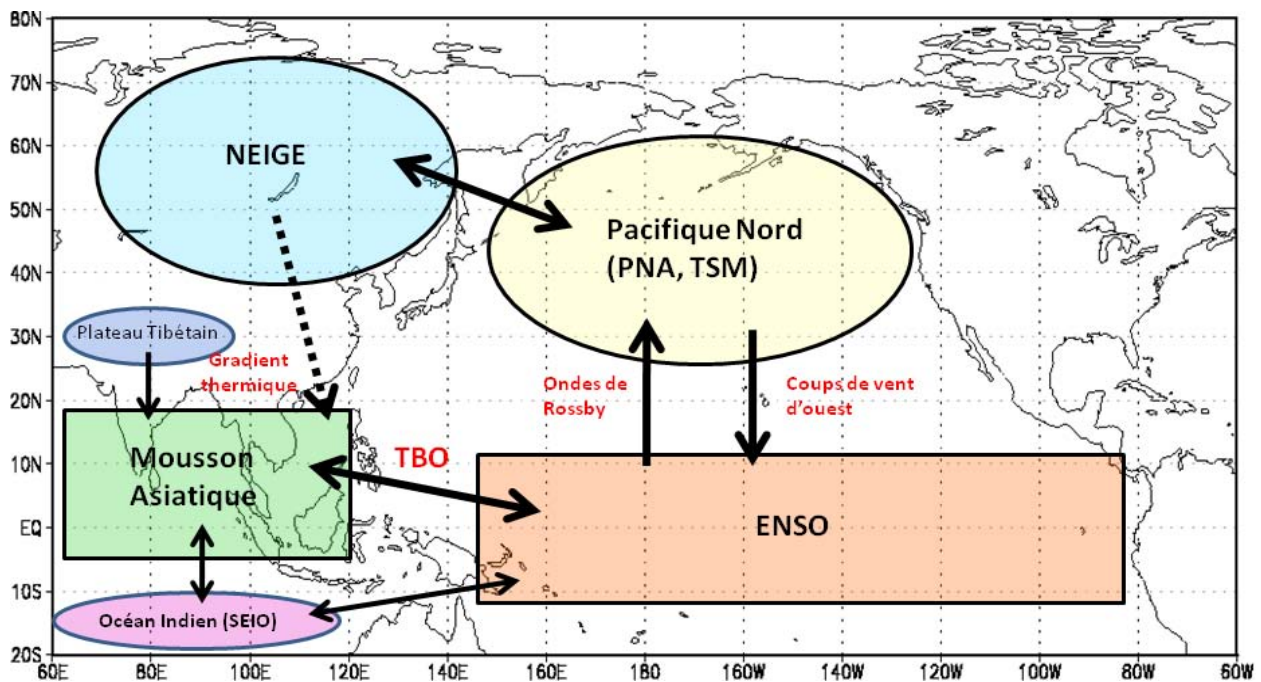 80N
70N
60N
50N
40N
30N
20N
10N
EQ
10S
20S
NEIGE
Pacifique Nord
(PNA, TSM)
Plateau Tibétain
Gradient
thermique
Ondes de
Rossby
Coups de vent
d'ouest
Mousson
Asiatique
TBO
ENSO
Océan Indien (SEIO)
60E 80E 100E 120E 140E 160E 180 160W 140W 120W 100W 80W 60W